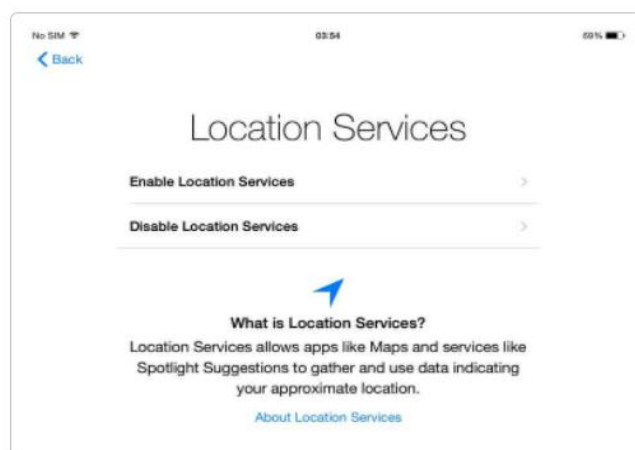 No SIM 03:54 69%
Back
Location Services
Enable Location Services
Disable Location Services
What is Location Services?
Location Services allows apps like Maps and services like
Spotlight Suggestions to gather and use data indicating
your approximate location.
About Location Services